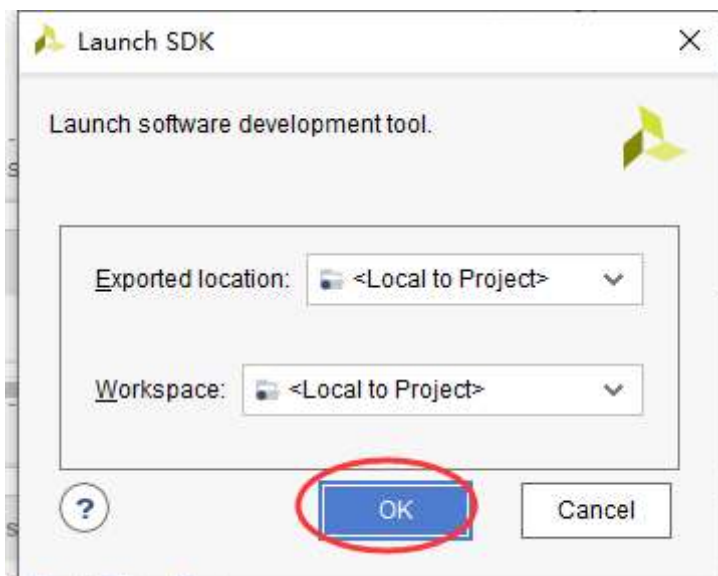 Launch SDK
Launch software development tool.
Exported location: <Local to Project>
Workspace: <Local to Project>
? OK Cancel